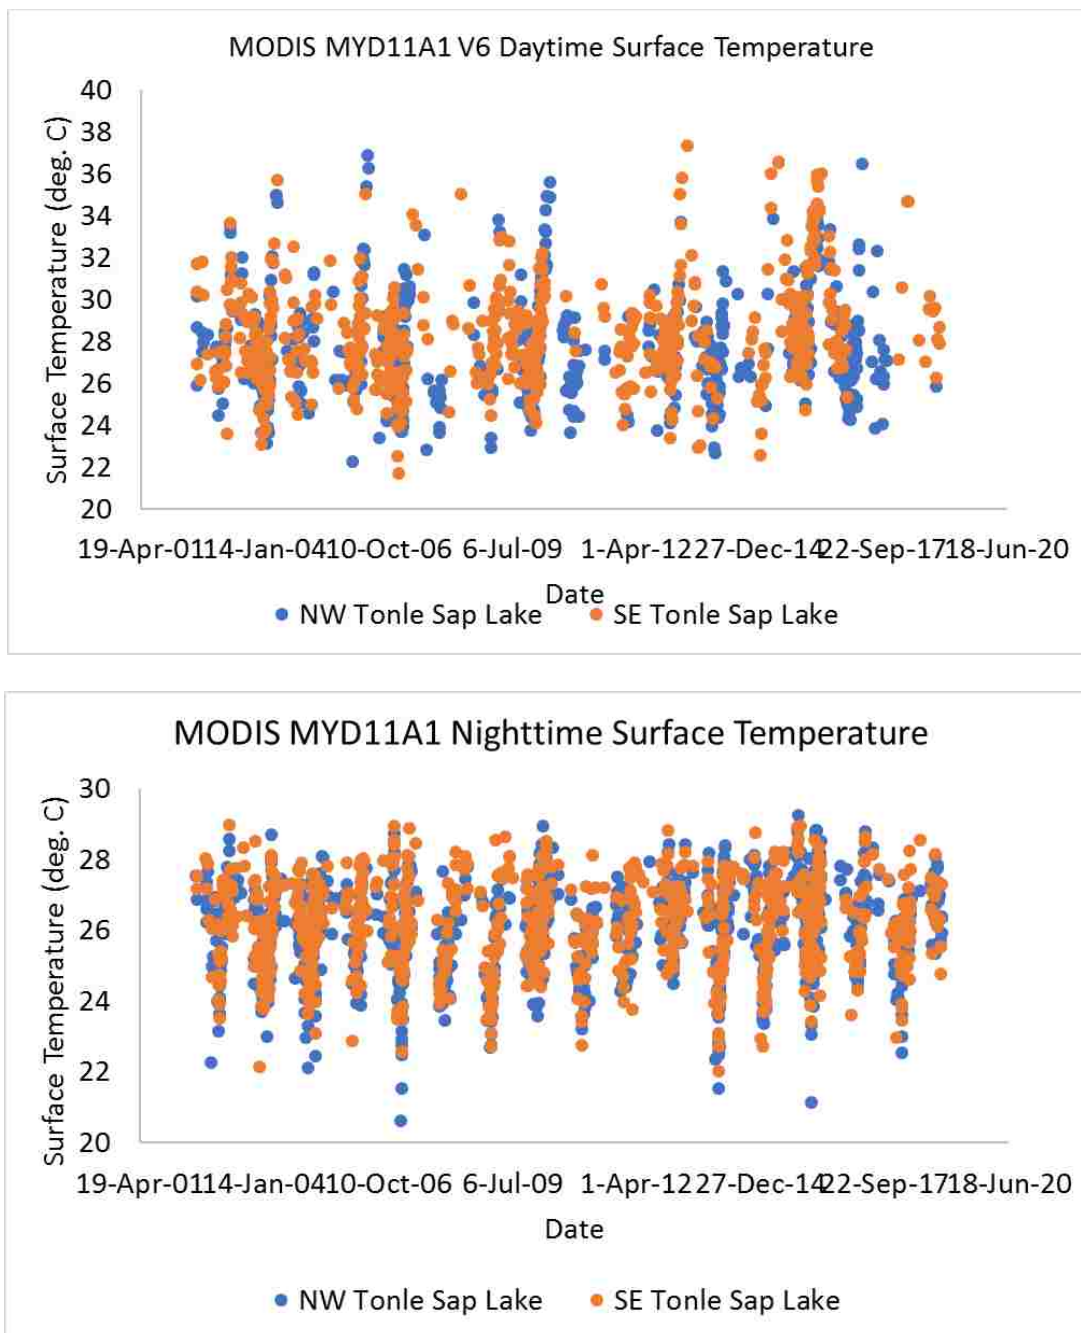 MODIS MYD11A1 V6 Daytime Surface Temperature
Surface Temperature (deg. C)
40
38
36
34
32
30
28
26
24
22
20
19-Apr-01 14-Jan-04 10-Oct-06 6-Jul-09 1-Apr-12 27-Dec-14 22-Sep-17 18-Jun-20
Date
NW Tonle Sap Lake SE Tonle Sap Lake
MODIS MYD11A1 Nighttime Surface Temperature
Surface Temperature (deg. C)
30
28
26
24
22
20
19-Apr-01 14-Jan-04 10-Oct-06 6-Jul-09 1-Apr-12 27-Dec-14 22-Sep-17 18-Jun-20
Date
NW Tonle Sap Lake SE Tonle Sap Lake